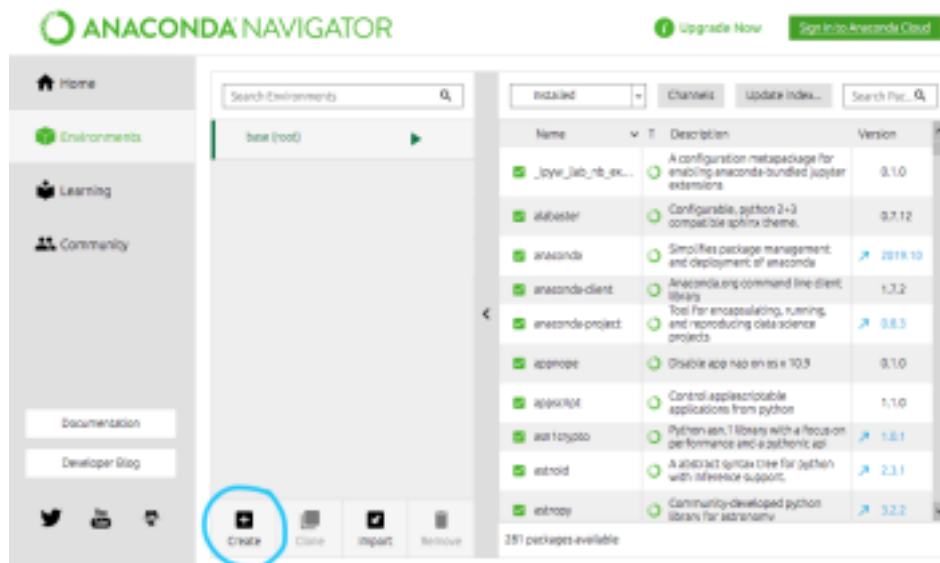 ANACONDA NAVIGATOR
Upgrade Now
Sign in to Anaconda Cloud
Home
Environments
Learning
Community
Documentation
Developer Blog
Search Environments
base (root)
Create
Clone
Import
Remove
Installed
Channels
Update index...
Search Pac...
Name T Description Version
_ipyw_jlab_nb_ex... A configuration metapackage for enabling anaconda-bundled jupyter extensions 0.1.0
alabaster Configurable, python 2+3 compatible sphinx theme. 0.7.12
anaconda Simplifies package management and deployment of anaconda 2019.10
anaconda-client Anaconda.org command line client library 1.7.2
anaconda-project Tool for encapsulating, running, and reproducing data science projects 0.8.3
appnope Disable app nap on os x 10.9 0.1.0
appscript Control applescriptable applications from python 1.1.0
asn1crypto Python asn.1 library with a focus on performance and a pythonic api 1.0.1
astroid A abstract syntax tree for python with inference support. 2.3.1
astropy Community-developed python library for astronomy 3.2.2
281 packages available